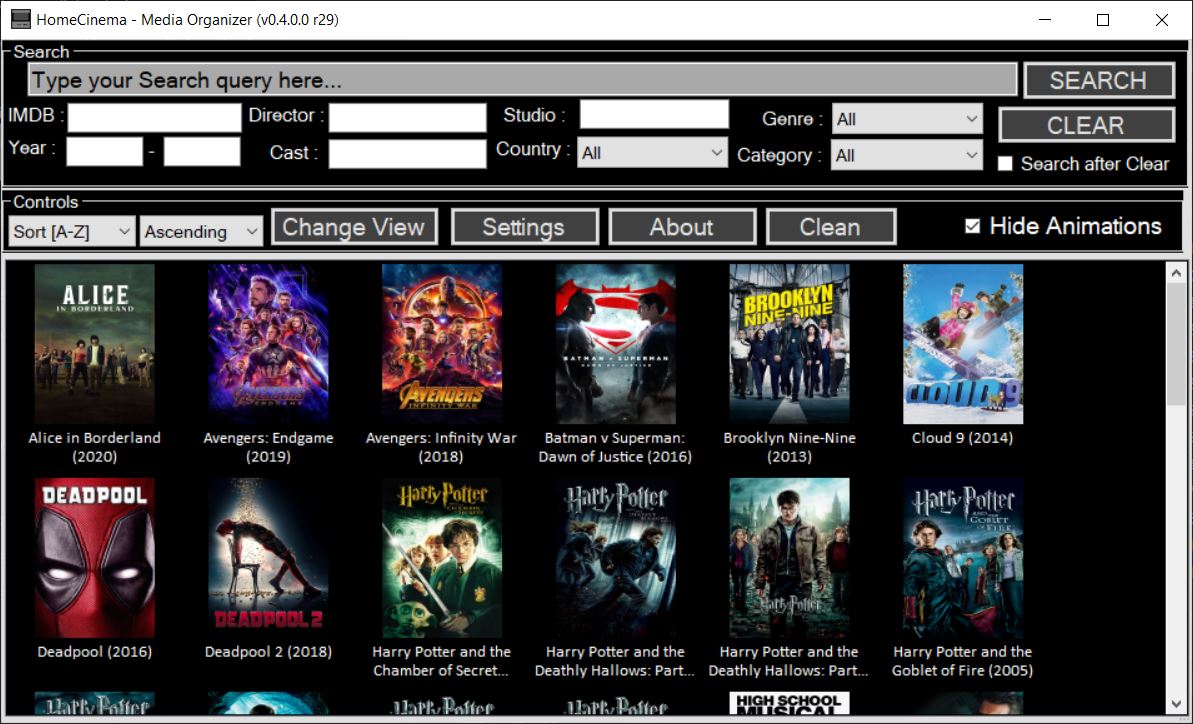 HomeCinema - Media Organizer (v0.4.0.0 r29)
Search
Type your Search query here...
SEARCH
IMDB :
Director :
Studio :
Genre :
All
CLEAR
Year :
-
Cast :
Country :
All
Category :
All
Search after Clear
Controls
Sort [A-Z]
Ascending
Change View
Settings
About
Clean
Hide Animations
ALICE
IN BORDERLAND
AVENGERS
ENDGAME
AVENGERS
INFINITY WAR
BATMAN v SUPERMAN
DAWN OF JUSTICE
BROOKLYN
NINE-NINE
CLOUD 9
Alice in Borderland
(2020)
Avengers: Endgame
(2019)
Avengers: Infinity War
(2018)
Batman v Superman:
Dawn of Justice (2016)
Brooklyn Nine-Nine
(2013)
Cloud 9 (2014)
DEADPOOL
DEADPOOL 2
Harry Potter
AND THE
CHAMBER OF
SECRETS
Harry Potter
Harry Potter
Harry Potter
AND THE
GOBLET OF
FIRE
Deadpool (2016)
Deadpool 2 (2018)
Harry Potter and the
Chamber of Secret...
Harry Potter and the
Deathly Hallows: Part...
Harry Potter and the
Deathly Hallows: Part...
Harry Potter and the
Goblet of Fire (2005)
Harry Potter
Harry Potter
Harry Potter
HIGH SCHOOL
MUSICAL